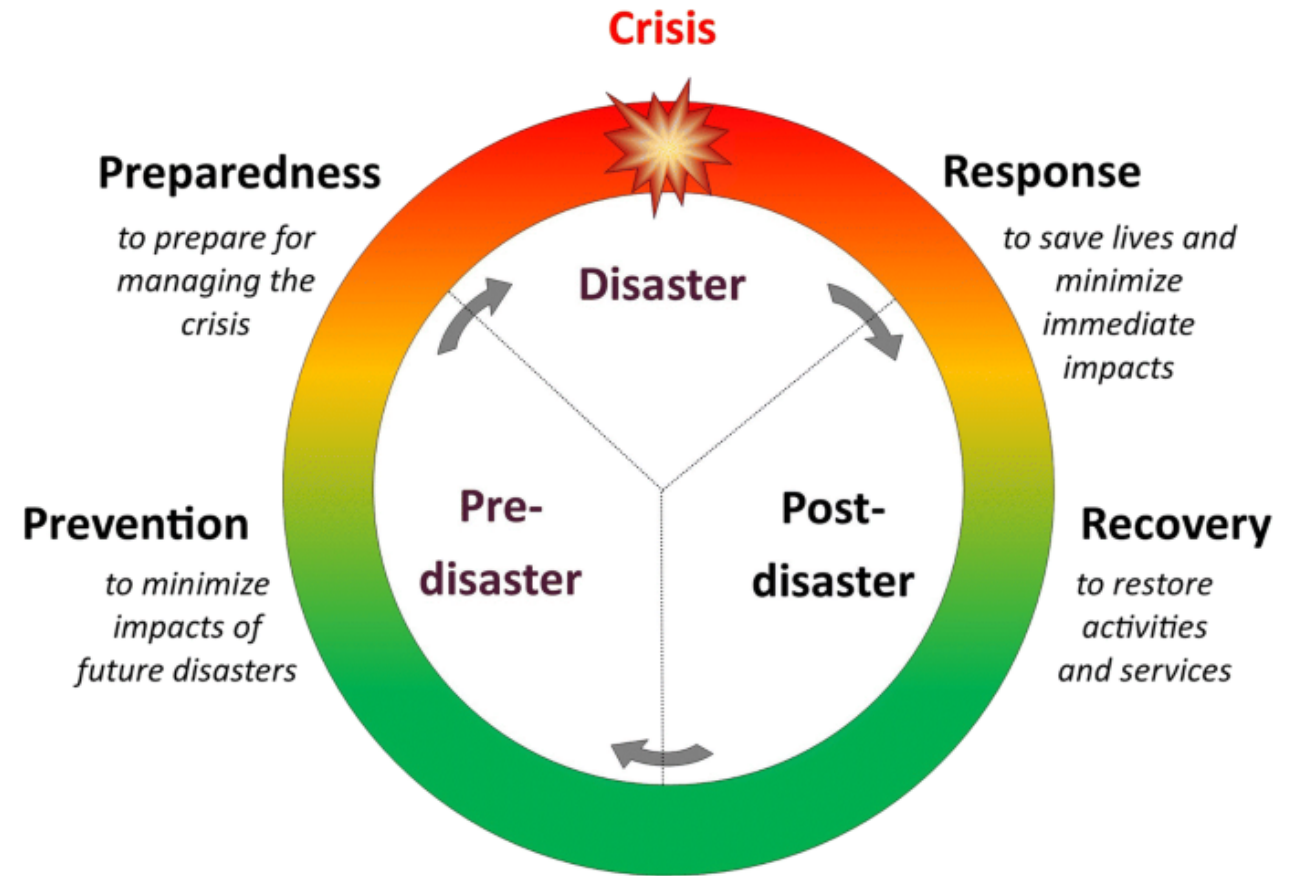 Crisis
Preparedness
to prepare for
managing the
crisis
Response
to save lives and
minimize
immediate
impacts
Disaster
Pre-
disaster
Post-
disaster
Prevention
to minimize
impacts of
future disasters
Recovery
to restore
activities
and services